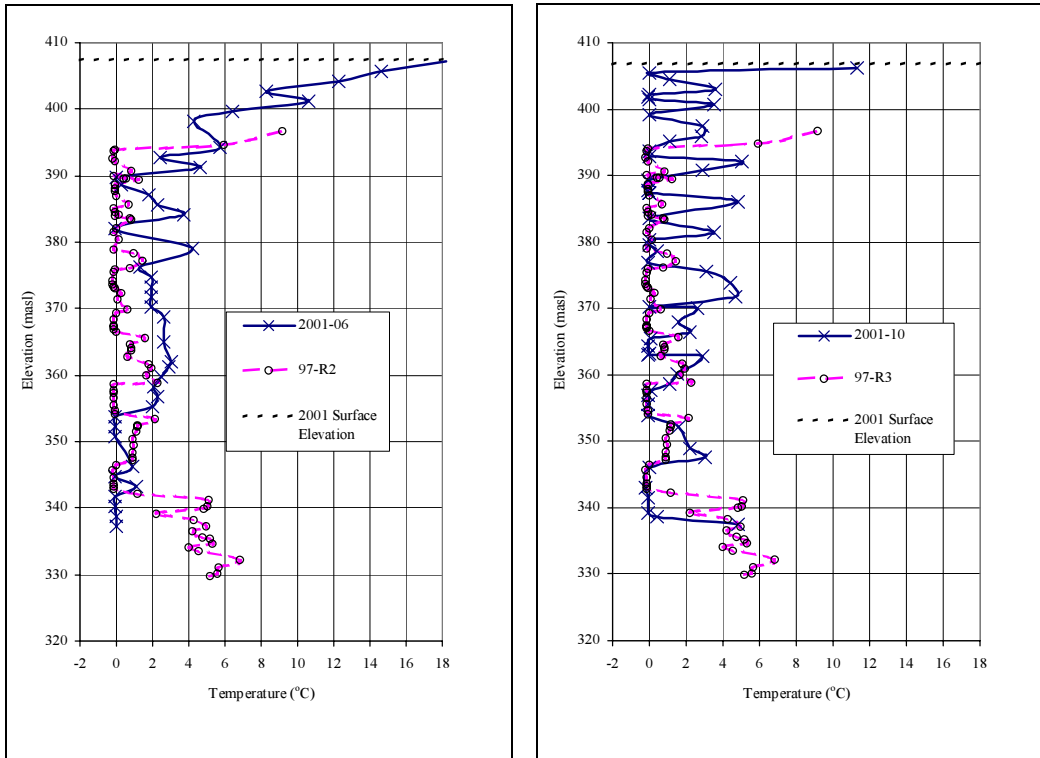 410
400
390
380
370
360
350
340
330
320
Elevation (masl)
-2 0 2 4 6 8 10 12 14 16 18
Temperature (°C)
2001-06
97-R2
2001 Surface
Elevation
410
400
390
380
370
360
350
340
330
320
Elevation (masl)
-2 0 2 4 6 8 10 12 14 16 18
Temperature (°C)
2001-10
97-R3
2001 Surface
Elevation